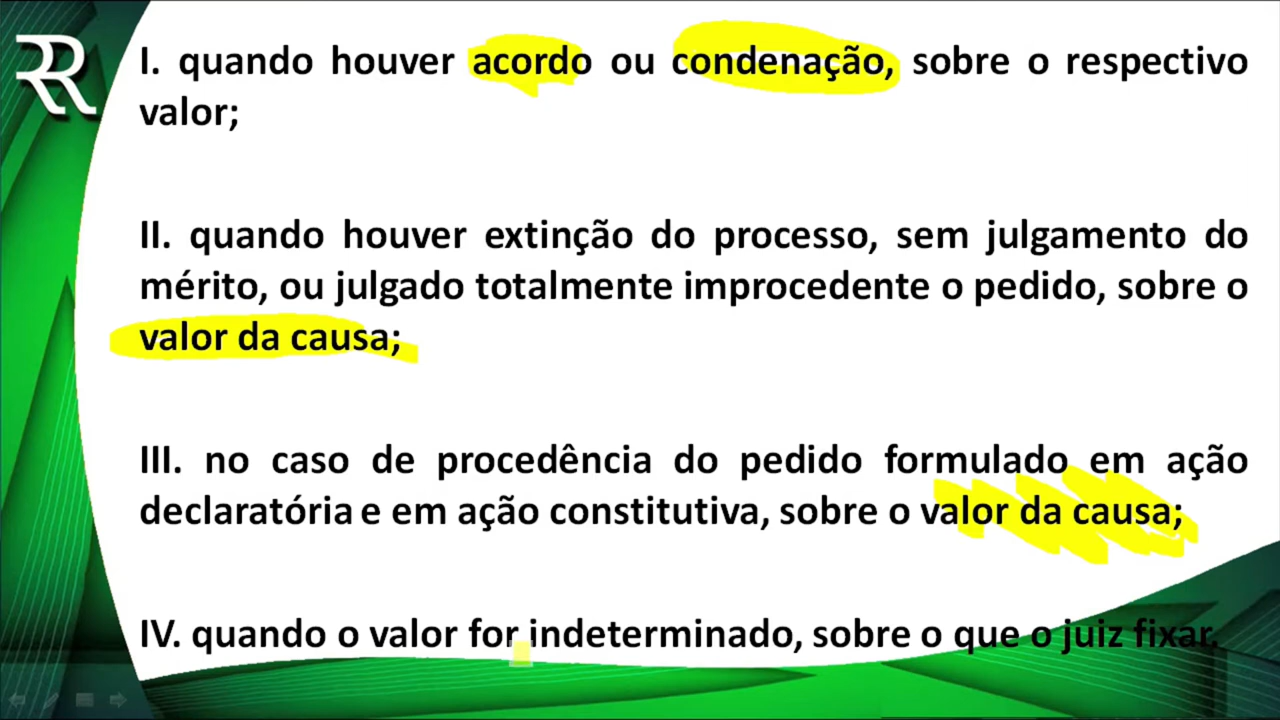 I. quando houver acordo ou condenação, sobre o respectivo
valor;
II. quando houver extinção do processo, sem julgamento do
mérito, ou julgado totalmente improcedente o pedido, sobre o
valor da causa;
III. no caso de procedência do pedido formulado em ação
declaratória e em ação constitutiva, sobre o valor da causa;
IV. quando o valor for indeterminado, sobre o que o juiz fixar.